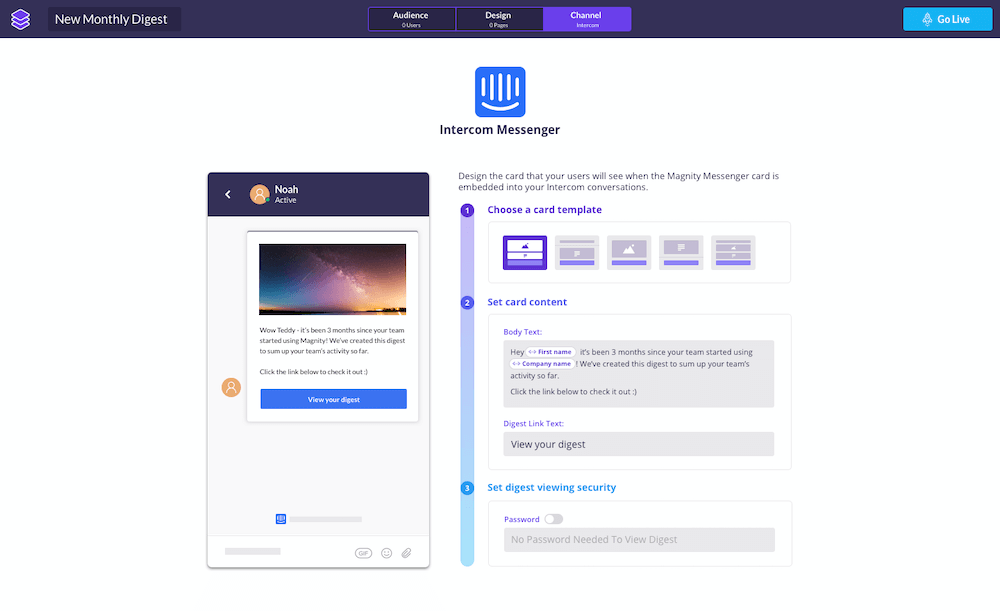 New Monthly Digest
Audience
0 Users
Design
0 Pages
Channel
Intercom
Go Live
Intercom Messenger
Noah
Active
Wow Teddy - it's been 3 months since your team
started using Magnity! We've created this digest
to sum up your team's activity so far.
Click the link below to check it out :)
View your digest
GIF
Design the card that your users will see when the Magnity Messenger card is
embedded into your Intercom conversations.
1 Choose a card template
2 Set card content
Body Text:
Hey <> First name it's been 3 months since your team started using
<> Company name ! We've created this digest to sum up your team's
activity so far.
Click the link below to check it out :)
Digest Link Text:
View your digest
3 Set digest viewing security
Password
No Password Needed To View Digest